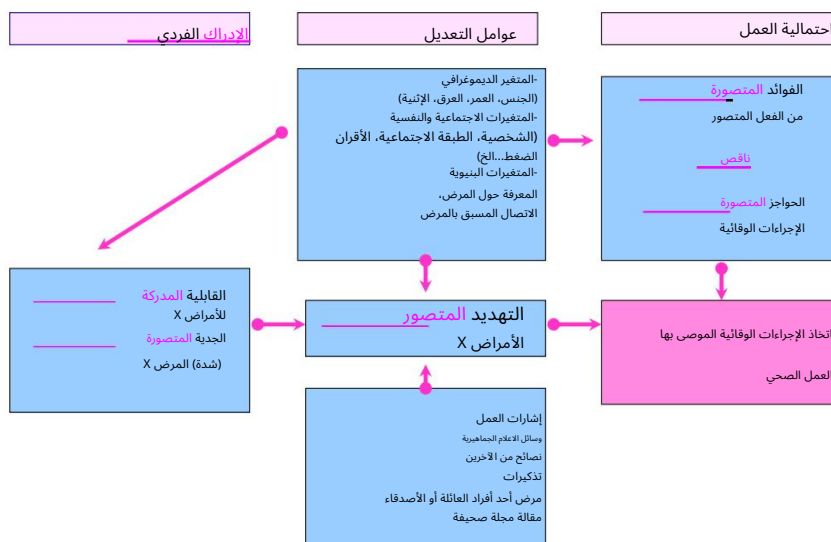 الإدراك الفردي
عوامل التعديل
احتمالية العمل
-المتغير الديموغرافي
(الجنس، العمر، العرق، الإثنية)
-المتغيرات الاجتماعية والنفسية
(الشخصية، الطبقة الاجتماعية، الأقران
الضغط...الخ)
-المتغيرات البنيوية
المعرفة حول المرض،
الاتصال المسبق بالمرض
الفوائد المتصورة
من الفعل المتصور
ناقص
الحواجز المتصورة
الإجراءات الوقائية
القابلية المدركة
للأمراض X
الجدية المتصورة
(شدة) المرض X
التهديد المتصور
الأمراض X
اتخاذ الإجراءات الوقائية الموصى بها
العمل الصحي
إشارات العمل
وسائل الاعلام الجماهيرية
نصائح من الآخرين
تذكيرات
مرض أحد أفراد العائلة أو الأصدقاء
مقالة مجلة صحيفة